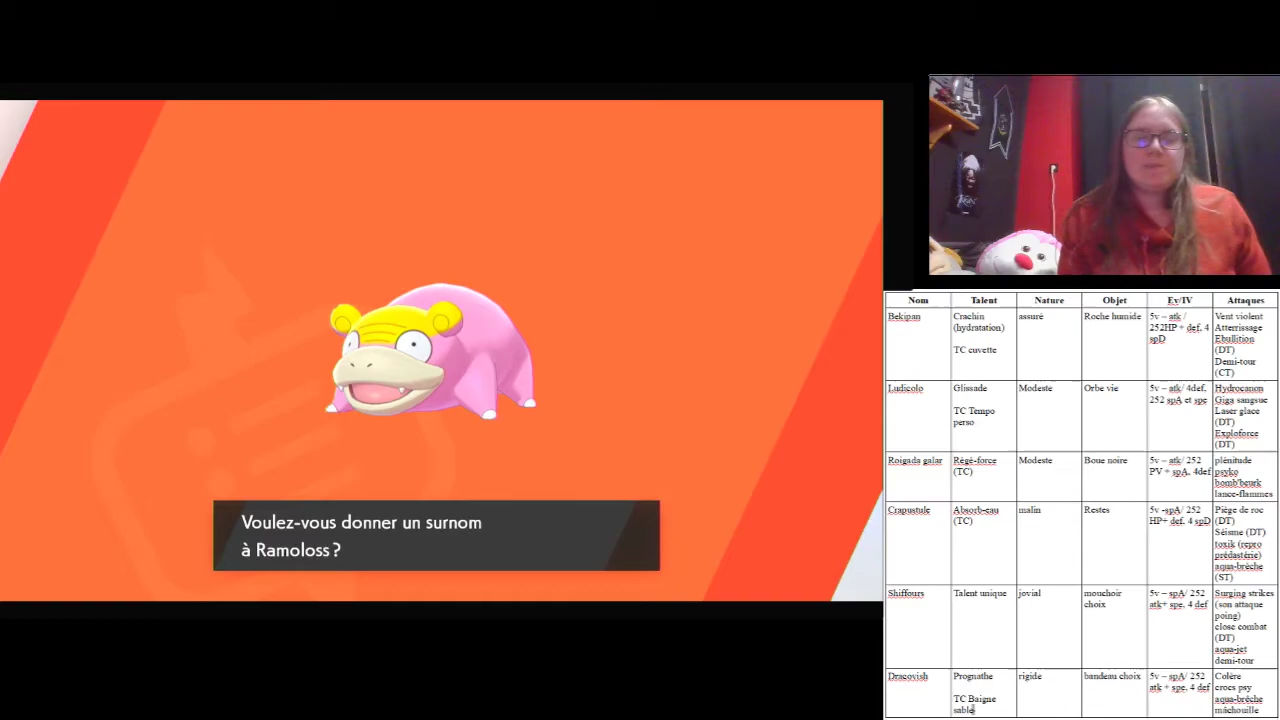 Voulez-vous donner un surnom
à Ramoloss ?
Nom Talent Nature Objet Ev/IV Attaques
Bekipan
Crachin
(hydratation)
TC cuvette
assuré
Roche humide
5v – atk /
252HP + def. 4
spD
Vent violent
Atterrissage
Ebullition
(DT)
Demi-tour
(CT)
Ludicolo
Glissade
TC Tempo
perso
Modeste
Orbe vie
5v – atk/ 4def,
252 spA et spe
Hydrocanon
Giga sangsue
Laser glace
(DT)
Exploforce
(DT)
Roigada galar
Régé-force
(TC)
Modeste
Boue noire
5v – atk/ 252
PV + spA, 4def
plénitude
psyko
bomb'beurk
lance-flammes
Crapustule
Absorb-eau
(TC)
malin
Restes
5v -spA/ 252
HP+ def. 4 spD
Piège de roc
(DT)
Séisme (DT)
toxik (repro
prédastérie)
aqua-brèche
(ST)
Shiffours
Talent unique
jovial
mouchoir
choix
5v – spA/ 252
atk+ spe. 4 def
Surging strikes
(son attaque
poing)
close combat
(DT)
aqua-jet
demi-tour
Dracovish
Prognathe
TC Baigne
sable
rigide
bandeau choix
5v – spA/ 252
atk + spe. 4 def
Colère
crocs psy
aqua-brèche
mâchouille